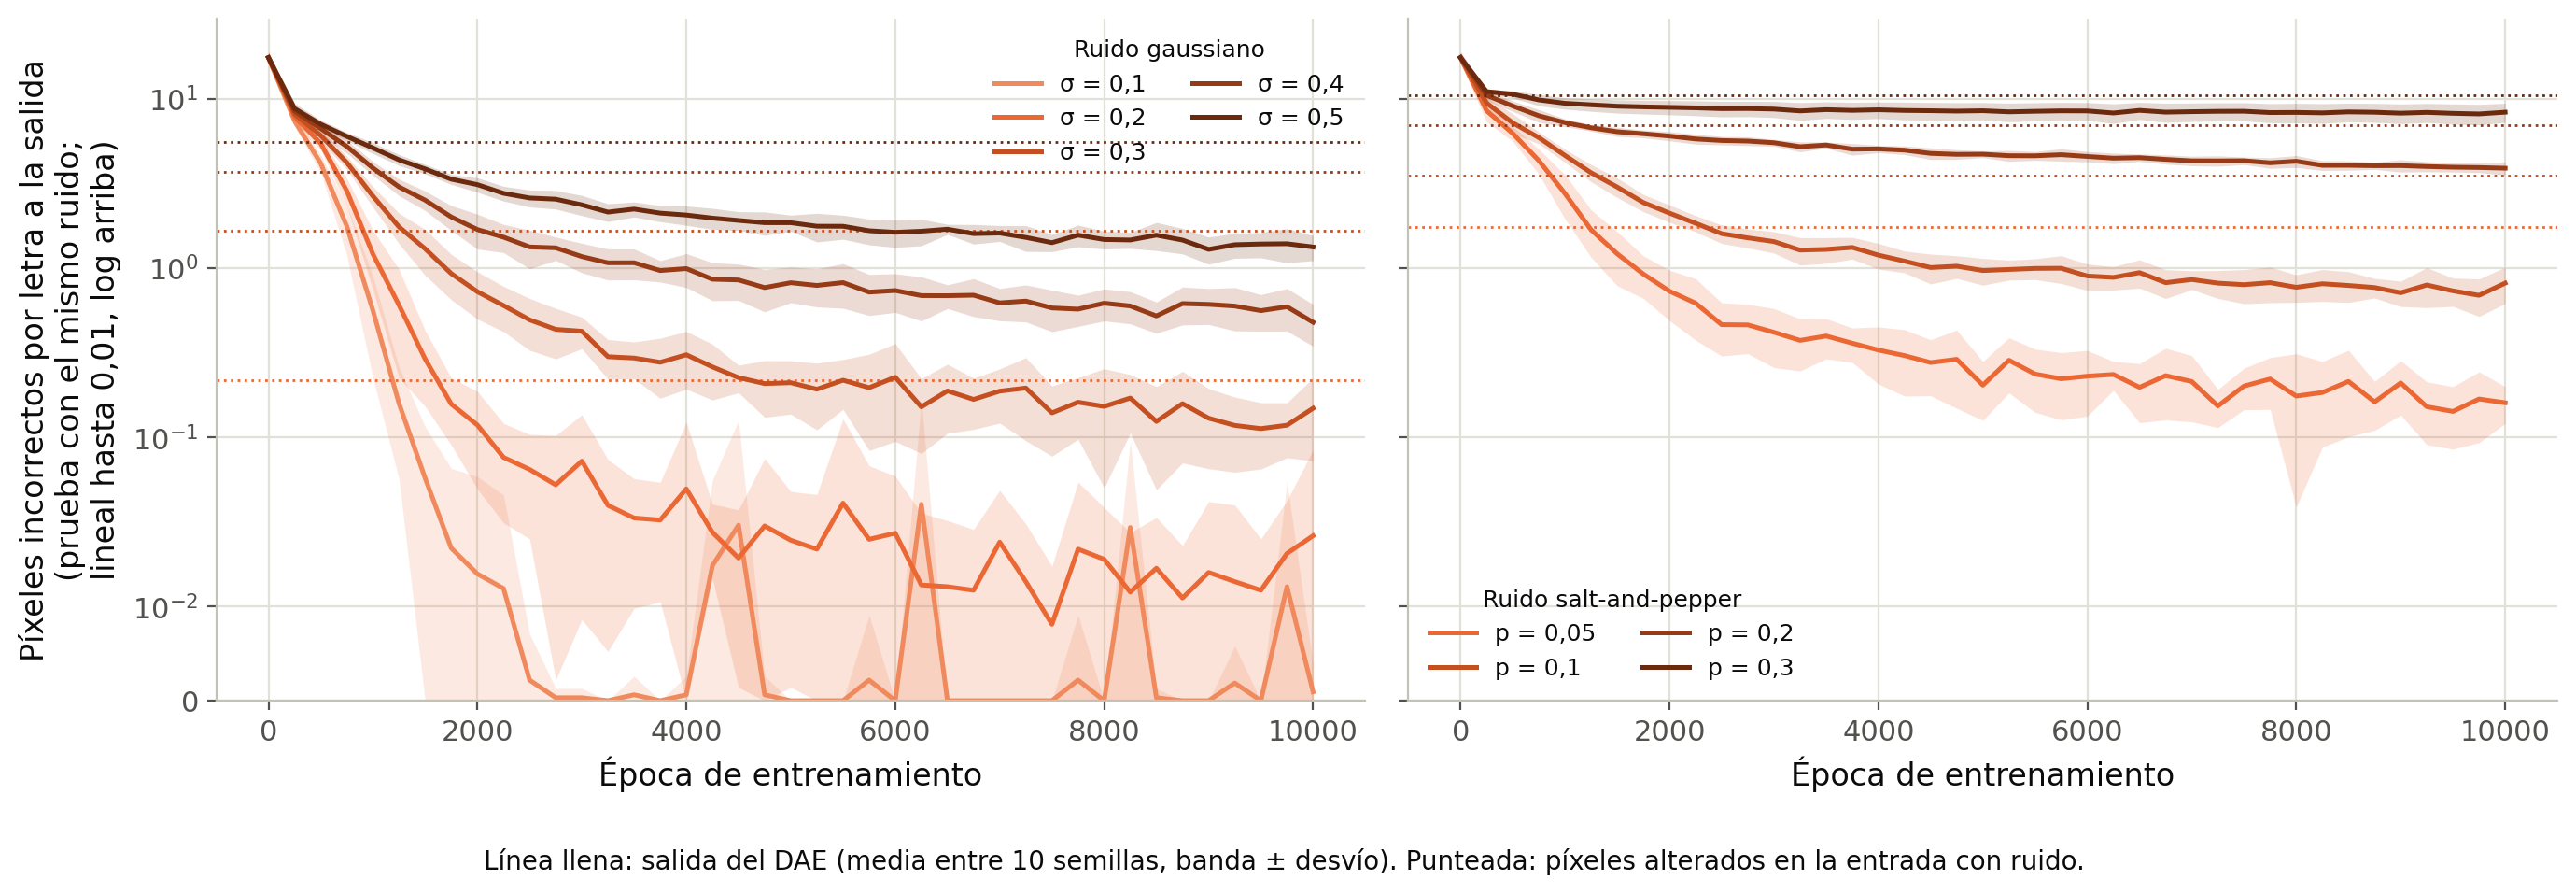 Píxeles incorrectos por letra a la salida
(prueba con el mismo ruido;
lineal hasta 0,01, log arriba)
10¹
10⁰
10⁻¹
10⁻²
0
Ruido gaussiano
σ = 0,1
σ = 0,4
σ = 0,2
σ = 0,5
σ = 0,3
0 2000 4000 6000 8000 10000
Época de entrenamiento
Ruido salt-and-pepper
p = 0,05
p = 0,2
p = 0,1
p = 0,3
0 2000 4000 6000 8000 10000
Época de entrenamiento
Línea llena: salida del DAE (media entre 10 semillas, banda ± desvío). Punteada: píxeles alterados en la entrada con ruido.